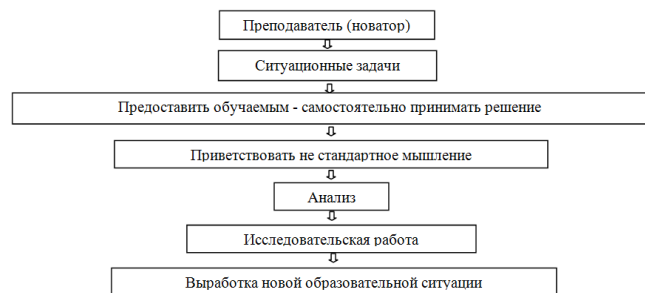 Преподаватель (новатор)
Ситуационные задачи
Предоставить обучаемым - самостоятельно принимать решение
Приветствовать не стандартное мышление
Анализ
Исследовательская работа
Выработка новой образовательной ситуации